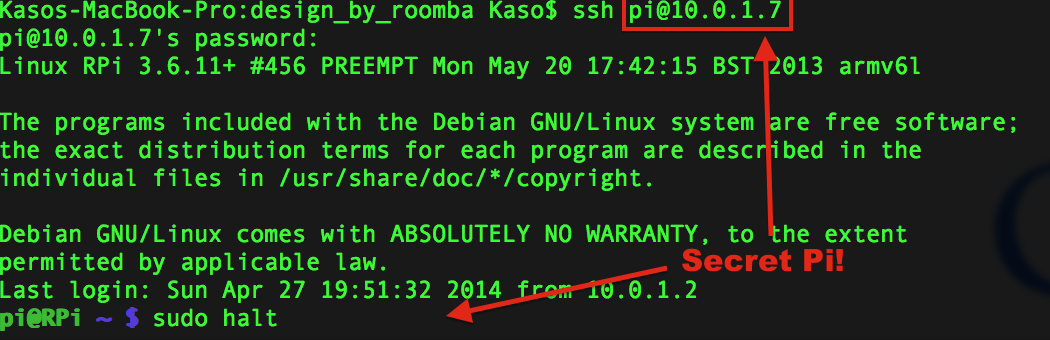 Kasos-MacBook-Pro:design_by_roomba Kaso$ ssh pi@10.0.1.7
pi@10.0.1.7's password:
Linux RPi 3.6.11+ #456 PREEMPT Mon May 20 17:42:15 BST 2013 armv6l
The programs included with the Debian GNU/Linux system are free software;
the exact distribution terms for each program are described in the
individual files in /usr/share/doc/*/copyright.
Debian GNU/Linux comes with ABSOLUTELY NO WARRANTY, to the extent
permitted by applicable law.
Secret Pi!
Last login: Sun Apr 27 19:51:32 2014 from 10.0.1.2
pi@RPi ~ $ sudo halt